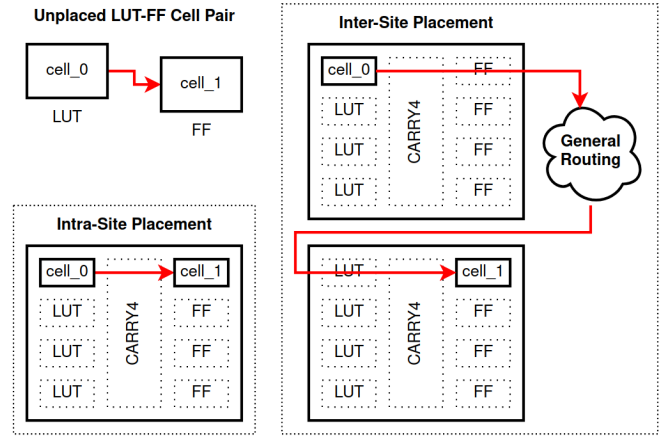 Unplaced LUT-FF Cell Pair
cell_0
cell_1
LUT
FF
Intra-Site Placement
cell_0
cell_1
LUT
FF
LUT
FF
LUT
FF
CARRY4
Inter-Site Placement
cell_0
FF
LUT
FF
LUT
FF
LUT
FF
CARRY4
General
Routing
LUT
cell_1
LUT
FF
LUT
FF
LUT
FF
CARRY4